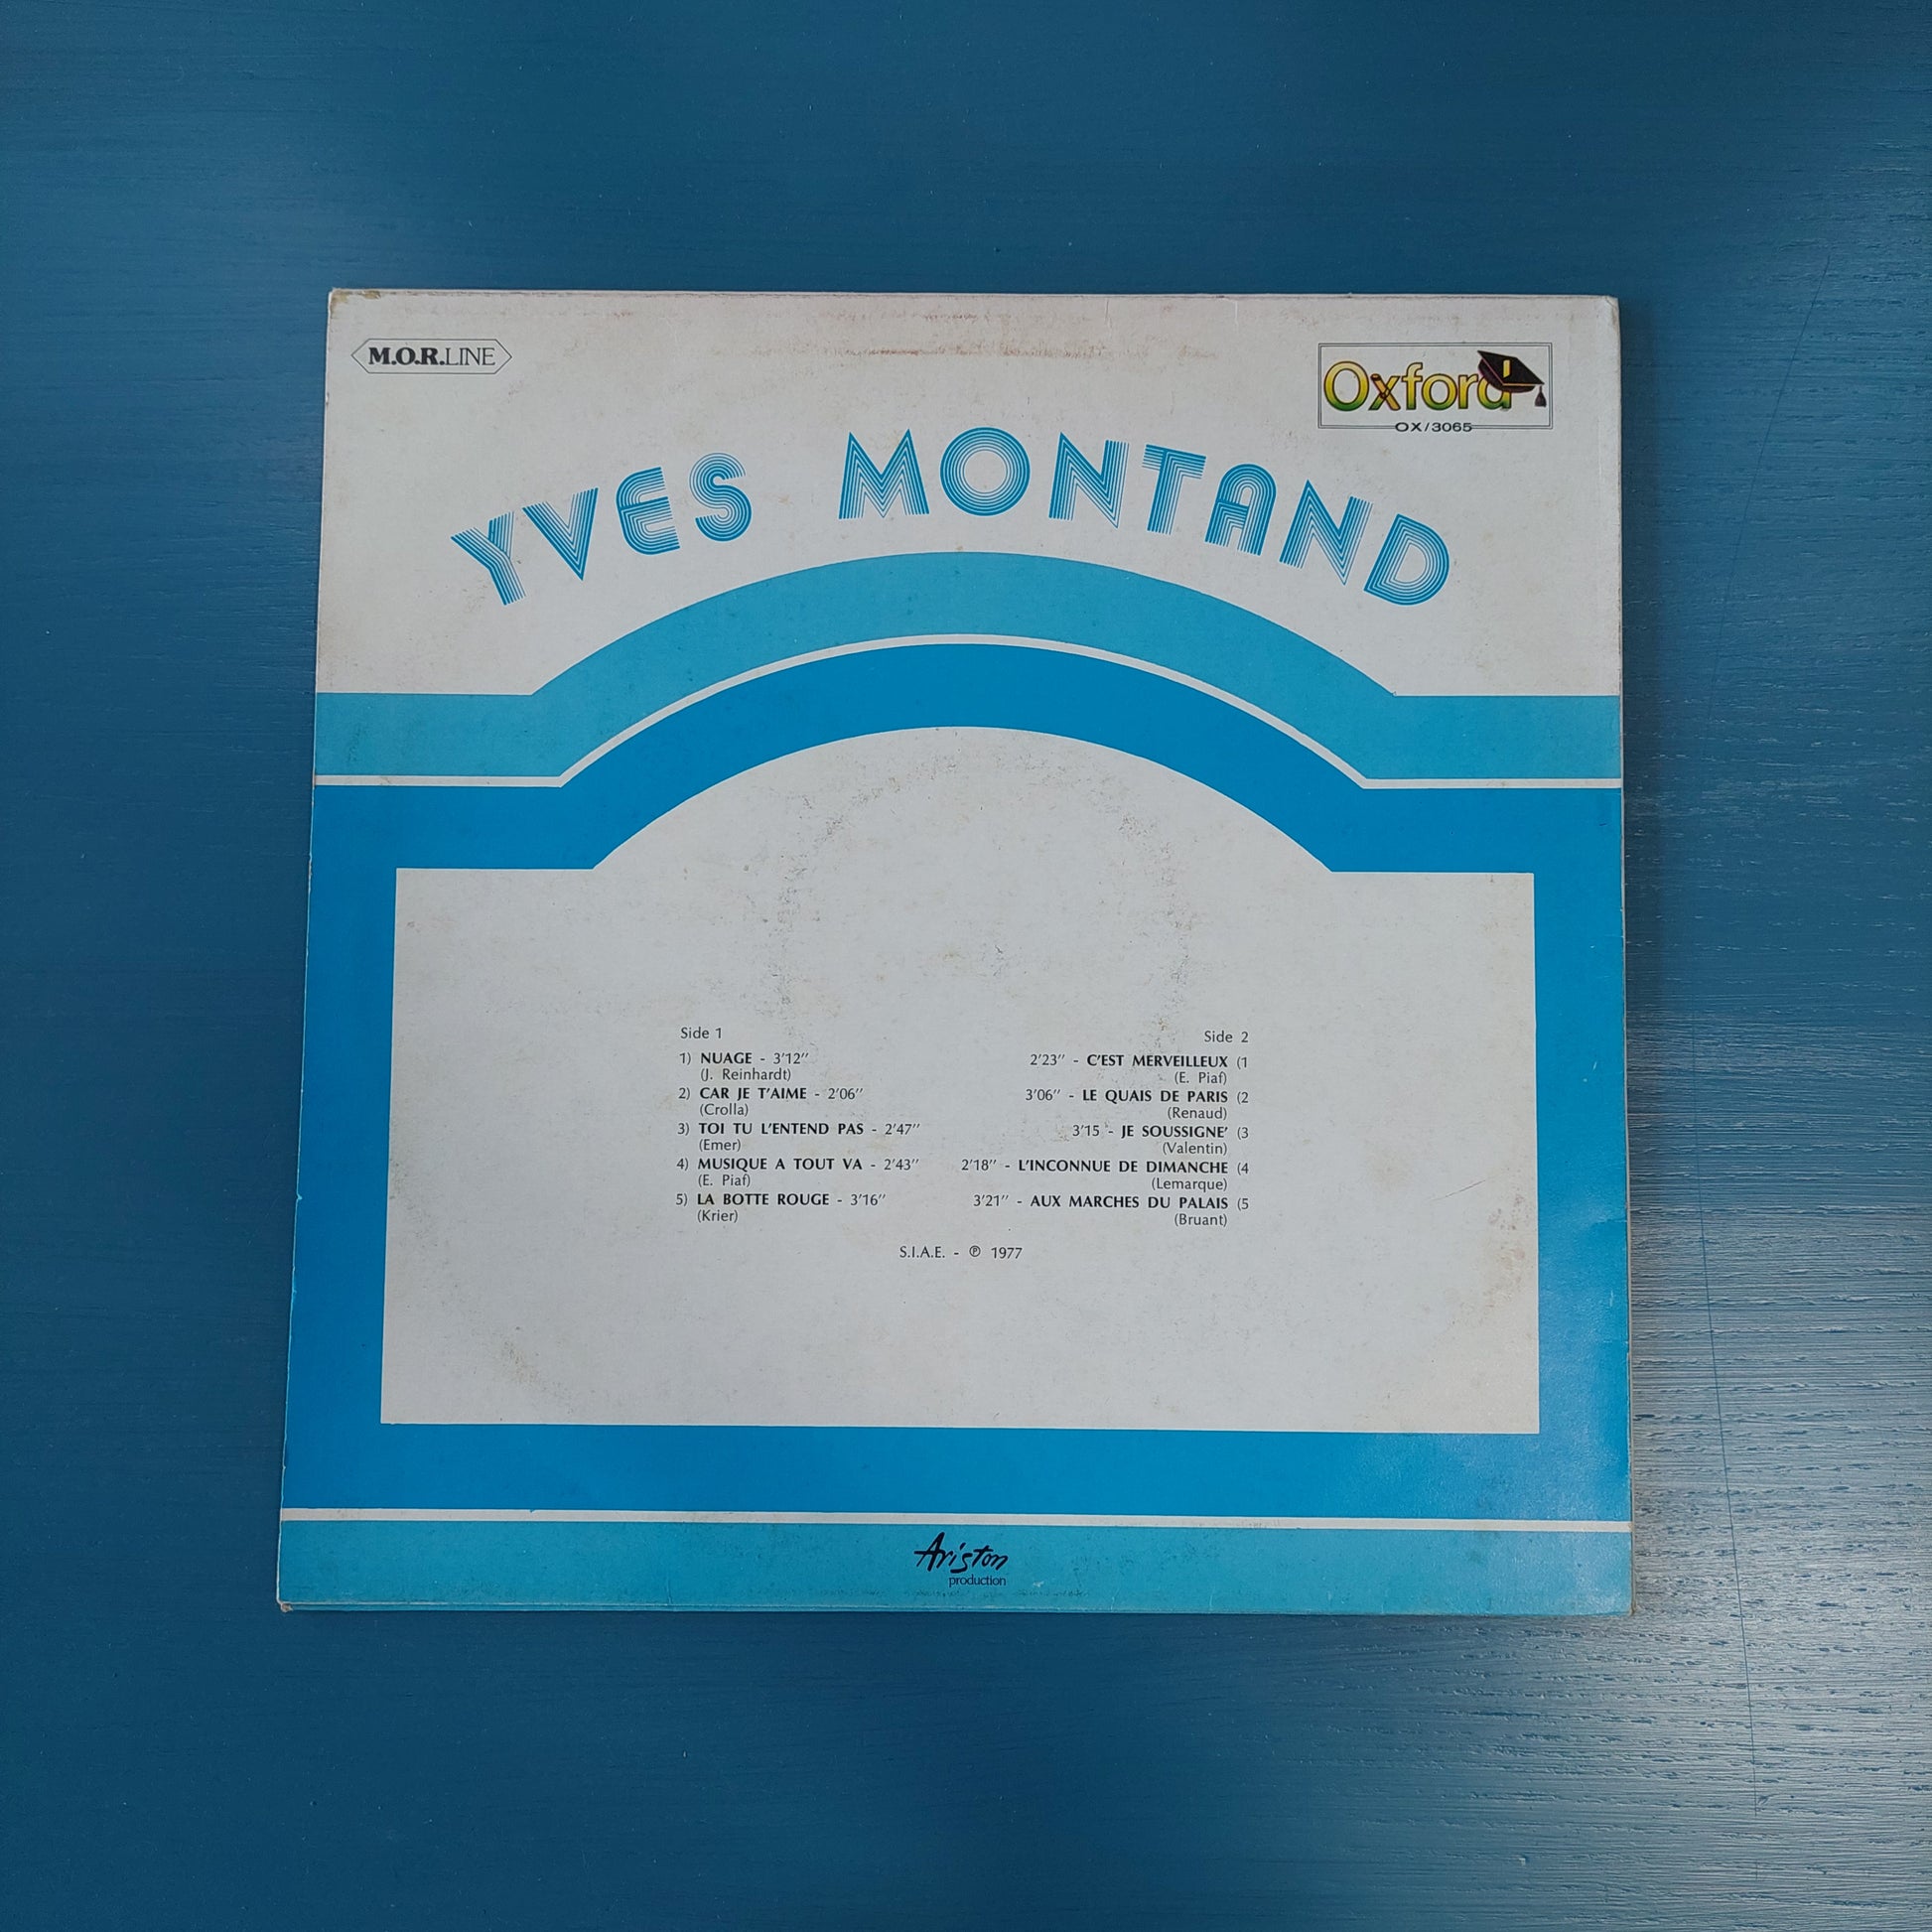 M.O.R.LINE
Oxford
OX/3065
YVES MONTAND
Side 1
1) NUAGE - 3'12''
(J. Reinhardt)
2) CAR JE T'AIME - 2'06''
(Crolla)
3) TOI TU L'ENTEND PAS - 2'47''
(Emer)
4) MUSIQUE A TOUT VA - 2'43''
(E. Piaf)
5) LA BOTTE ROUGE - 3'16''
(Krier)
Side 2
2'23'' - C'EST MERVEILLEUX (1
(E. Piaf)
3'06'' - LE QUAIS DE PARIS (2
(Renaud)
3'15 - JE SOUSSIGNE' (3
(Valentin)
2'18'' - L'INCONNUE DE DIMANCHE (4
(Lemarque)
3'21'' - AUX MARCHES DU PALAIS (5
(Bruant)
S.I.A.E. - ℗ 1977
Ariston
production